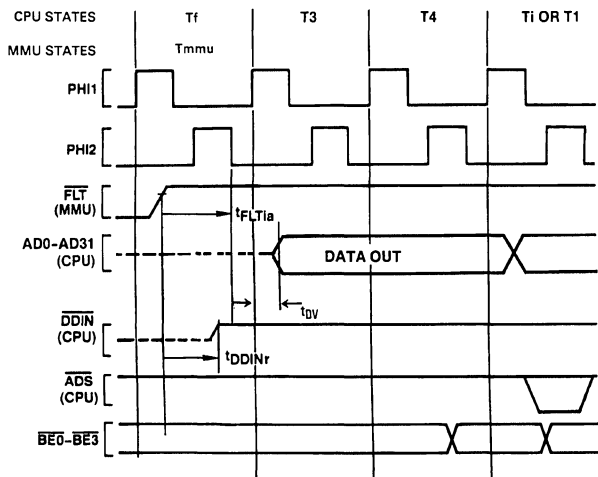 CPU STATES Tf T3 T4 Ti OR T1
MMU STATES Tmmu
PHI1
PHI2
FLT
(MMU)
tFLTia
AD0-AD31
(CPU)
DATA OUT
tDV
DDIN
(CPU)
tDDINr
ADS
(CPU)
BE0-BE3